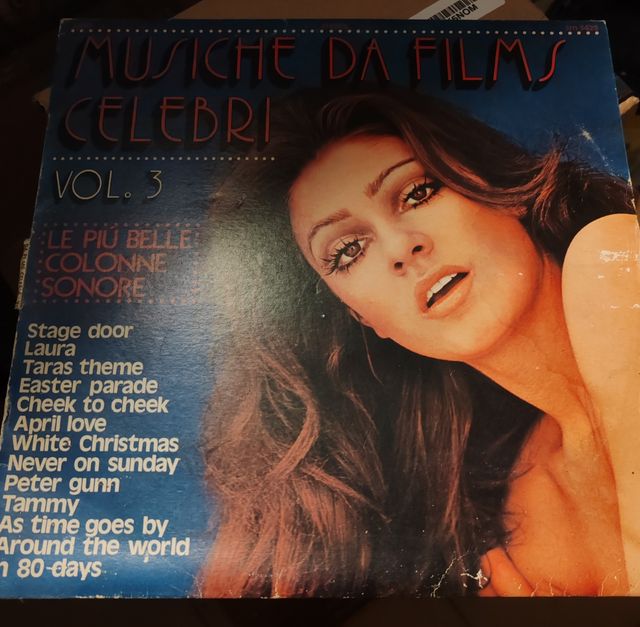 MUSICHE DA FILMS
CELEBRI
VOL. 3
LE PIU BELLE
COLONNE
SONORE
Stage door
Laura
Taras theme
Easter parade
Cheek to cheek
April love
White Christmas
Never on sunday
Peter gunn
Tammy
As time goes by
Around the world
n 80-days